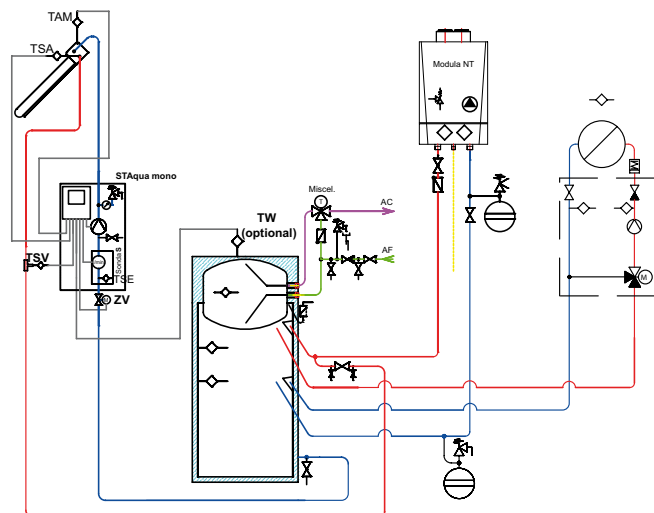 TAM
TSA
Modula NT
STAqua mono
Miscel.
T
AC
TW
(optional)
AF
TSV
Sonda S
TSE
M
ZV
M